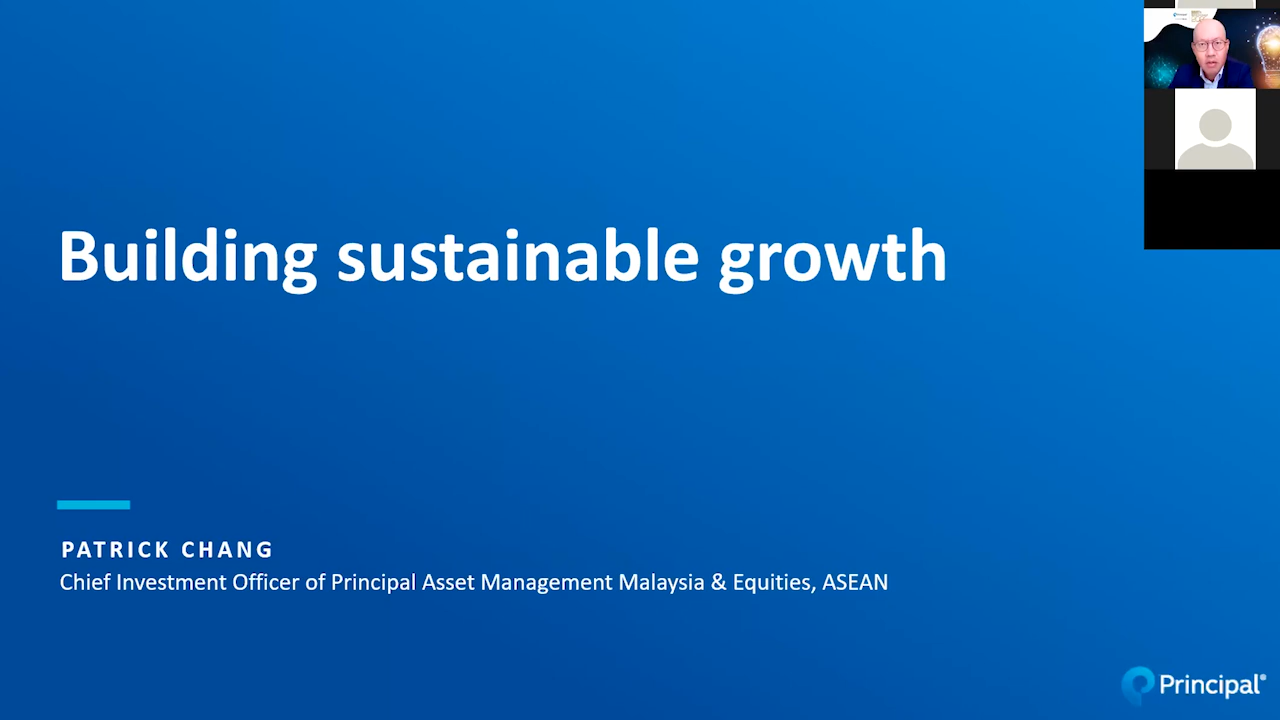 Building sustainable growth
PATRICK CHANG
Chief Investment Officer of Principal Asset Management Malaysia & Equities, ASEAN
Principal®